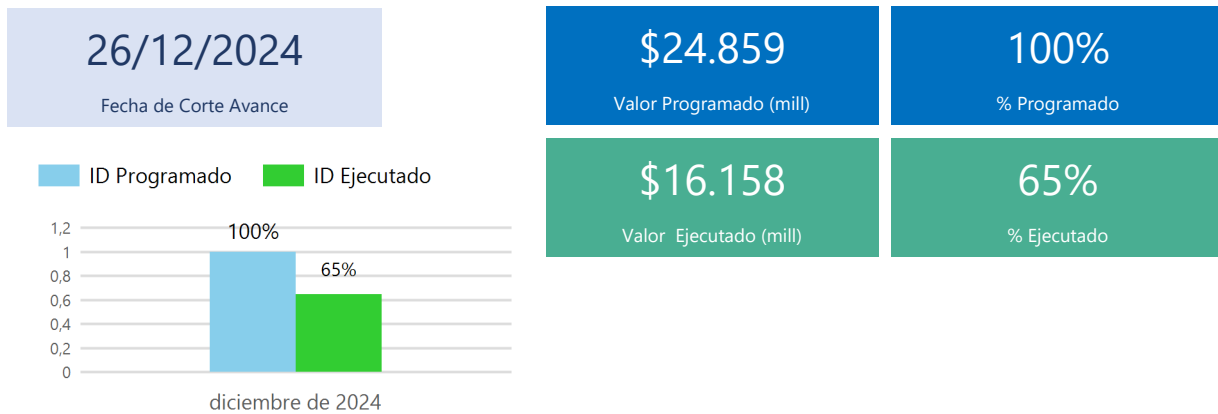 26/12/2024
Fecha de Corte Avance
$24.859
Valor Programado (mill)
100%
% Programado
$16.158
Valor  Ejecutado (mill)
65%
% Ejecutado
ID Programado
ID Ejecutado
1,2
1
0,8
0,6
0,4
0,2
0
100%
65%
diciembre de 2024